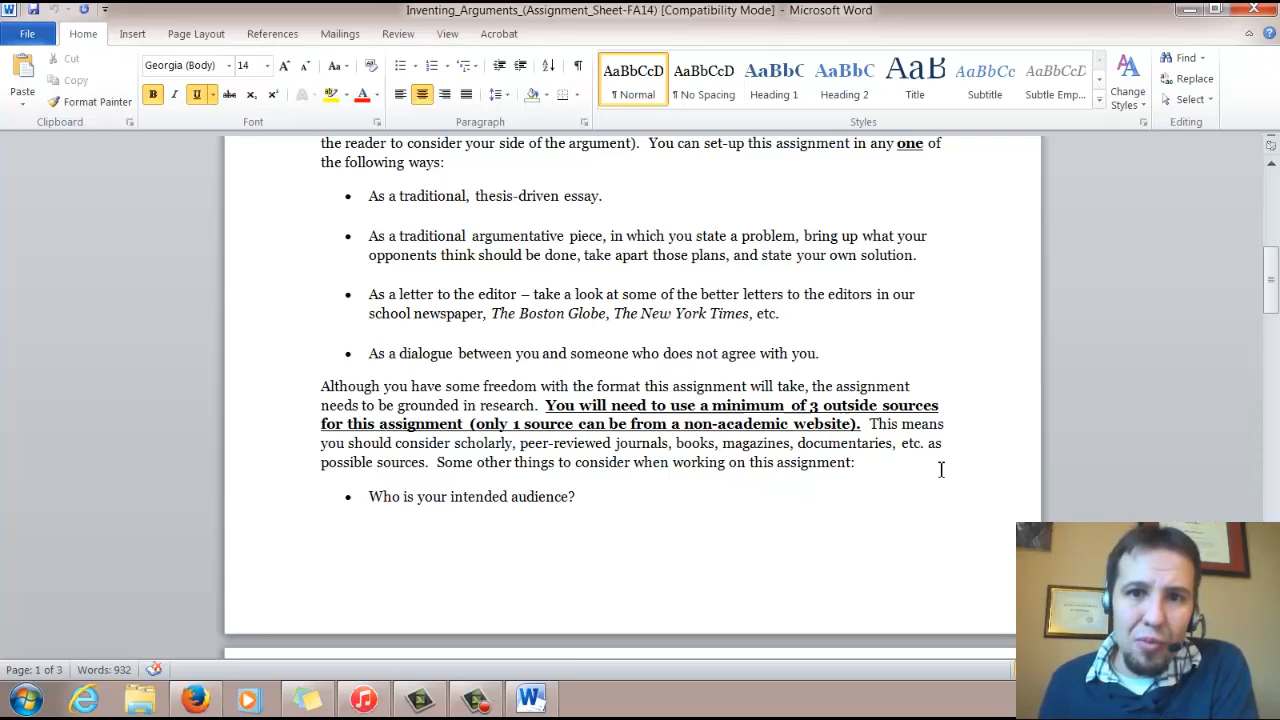 Inventing_Arguments_(Assignment_Sheet-FA14) [Compatibility Mode] - Microsoft Word
File Home Insert Page Layout References Mailings Review View Acrobat
Cut
Copy
Format Painter
Paste
Georgia (Body) 14
AaBbCcD AaBbCcD AaBbC AaBbCc AaB AaBbCcD AaBbCcD
¶ Normal ¶ No Spacing Heading 1 Heading 2 Title Subtitle Subtle Emp...
Change
Styles
Find
Replace
Select
Clipboard Font Paragraph Styles Editing
the reader to consider your side of the argument). You can set-up this assignment in any one of
the following ways:
• As a traditional, thesis-driven essay.
• As a traditional argumentative piece, in which you state a problem, bring up what your
opponents think should be done, take apart those plans, and state your own solution.
• As a letter to the editor – take a look at some of the better letters to the editors in our
school newspaper, The Boston Globe, The New York Times, etc.
• As a dialogue between you and someone who does not agree with you.
Although you have some freedom with the format this assignment will take, the assignment
needs to be grounded in research. You will need to use a minimum of 3 outside sources
for this assignment (only 1 source can be from a non-academic website). This means
you should consider scholarly, peer-reviewed journals, books, magazines, documentaries, etc. as
possible sources. Some other things to consider when working on this assignment:
• Who is your intended audience?
Page: 1 of 3 Words: 932